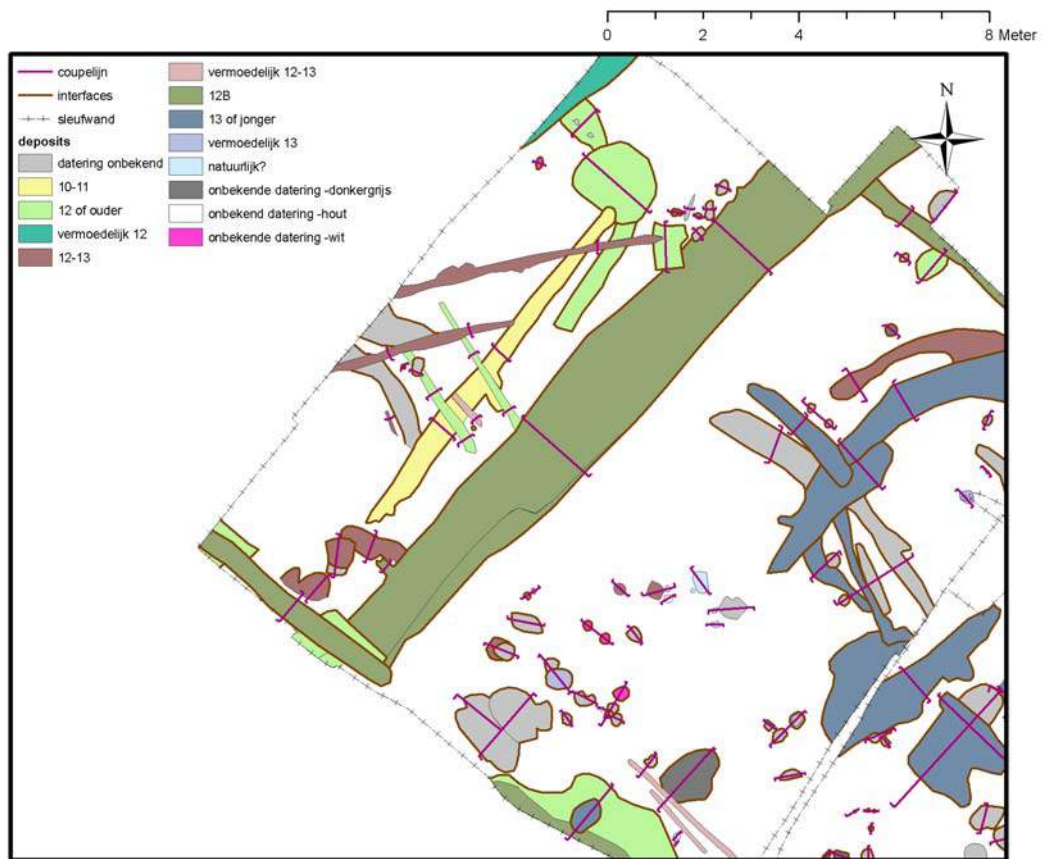 0 2 4 8 Meter
coupelijn
interfaces
sleufwand
deposits
datering onbekend
10-11
12 of ouder
vermoedelijk 12
12-13
vermoedelijk 12-13
12B
13 of jonger
vermoedelijk 13
natuurlijk?
onbekende datering -donkergrijs
onbekend datering -hout
onbekende datering -wit
N